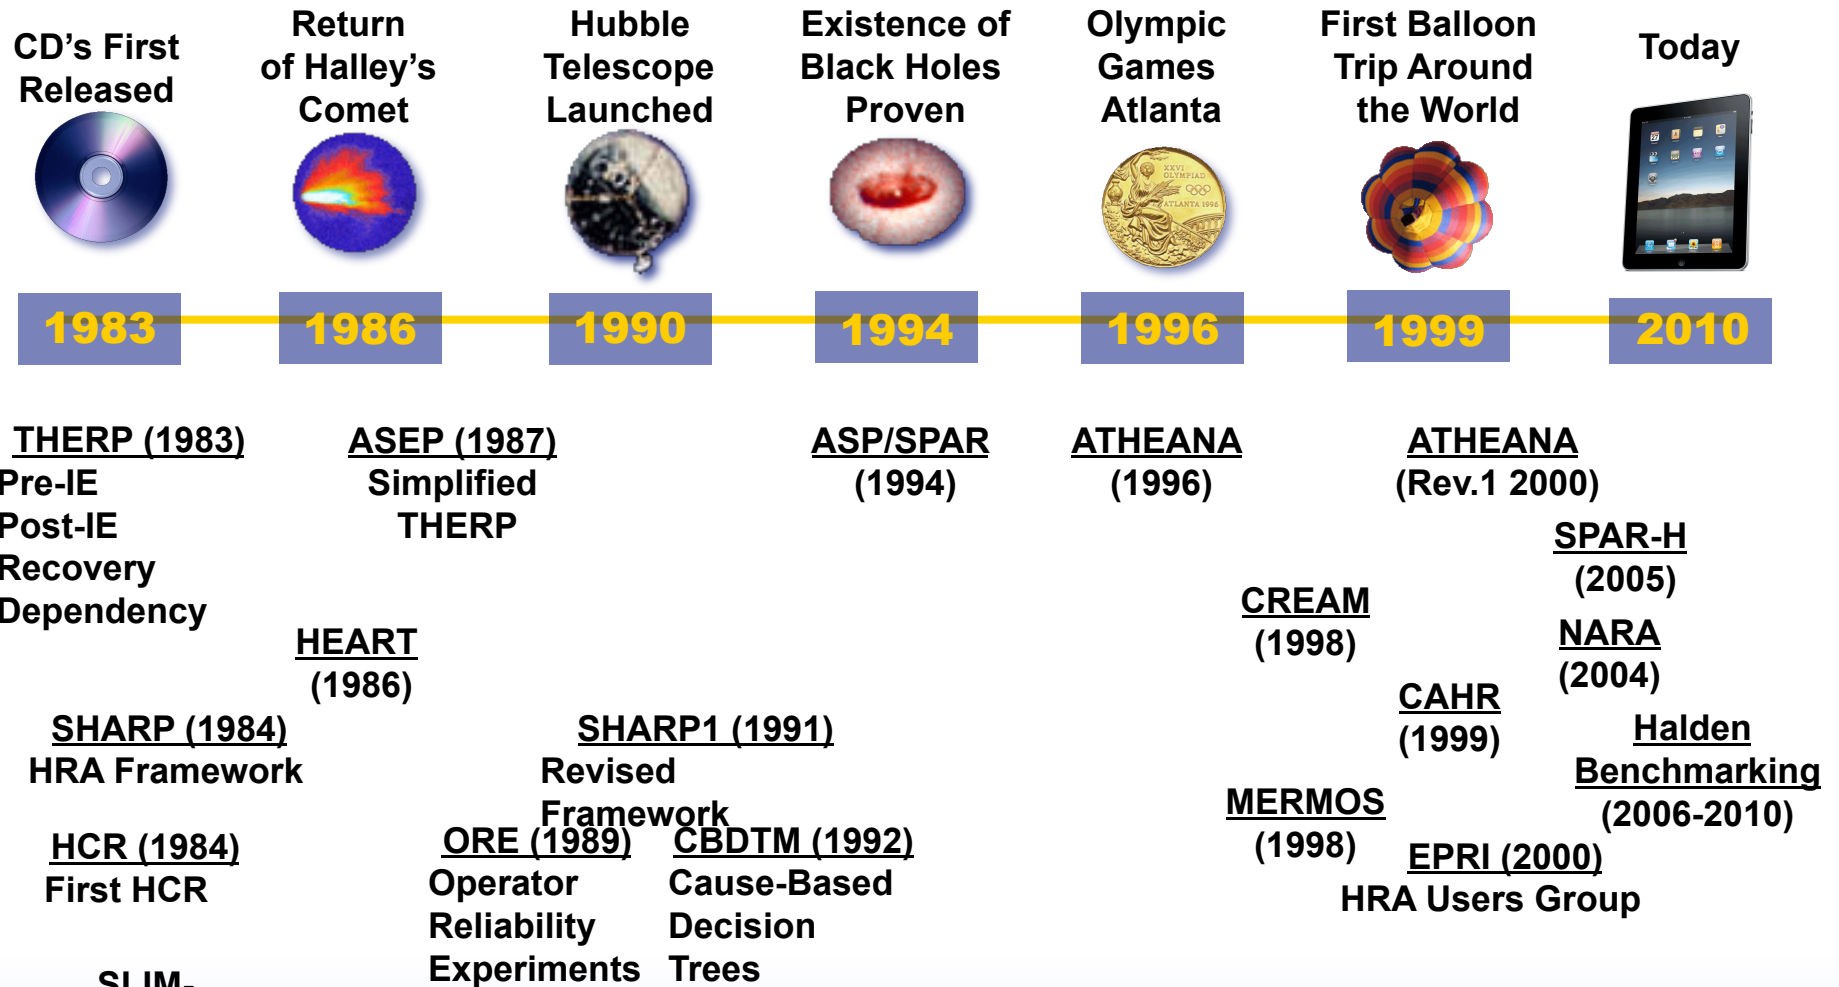 CD's First
Released
Return
of Halley's
Comet
Hubble
Telescope
Launched
Existence of
Black Holes
Proven
Olympic
Games
Atlanta
First Balloon
Trip Around
the World
Today
XXVI
OLYMPIAD
ATLANTA 1996
1983
1986
1990
1994
1996
1999
2010
THERP (1983)
Pre-IE
Post-IE
Recovery
Dependency
ASEP (1987)
Simplified
THERP
ASP/SPAR
(1994)
ATHEANA
(1996)
ATHEANA
(Rev.1 2000)
SPAR-H
(2005)
CREAM
(1998)
NARA
(2004)
HEART
(1986)
CAHR
(1999)
SHARP (1984)
HRA Framework
SHARP1 (1991)
Revised
Framework
Halden
Benchmarking
(2006-2010)
MERMOS
(1998)
HCR (1984)
First HCR
ORE (1989)
Operator
Reliability
Experiments
CBDTM (1992)
Cause-Based
Decision
Trees
EPRI (2000)
HRA Users Group
SLIM-